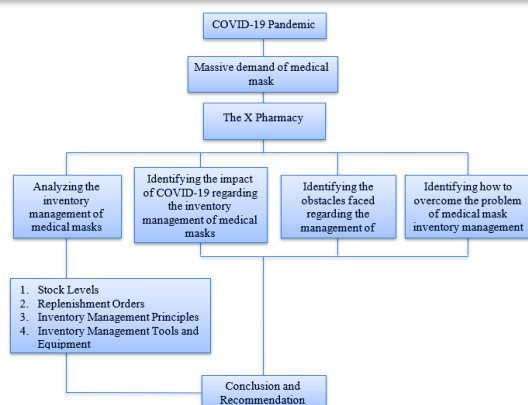 COVID-19 Pandemic
Massive demand of medical
mask
The X Pharmacy
Analyzing the
inventory
management of
medical masks
Identifying the impact
of COVID-19 regarding
the inventory
management of medical
masks
Identifying the
obstacles faced
regarding the
management of
Identifying how to
overcome the problem
of medical mask
inventory management
1. Stock Levels
2. Replenishment Orders
3. Inventory Management Principles
4. Inventory Management Tools and
Equipment
Conclusion and
Recommendation